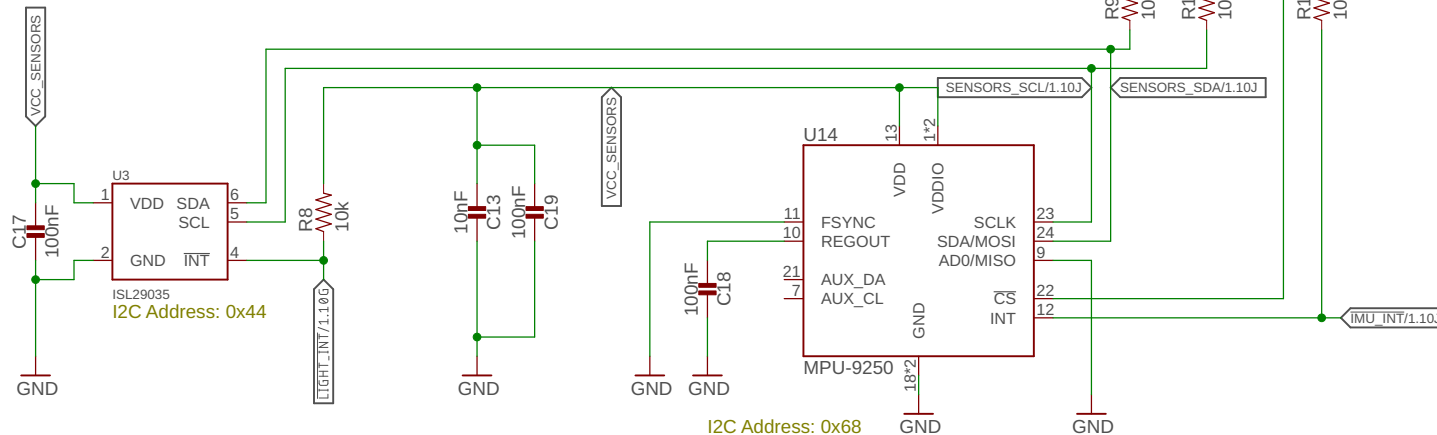 VCC_SENSORS
C17
100nF
GND
U3
1
VDD
SDA
6
SCL
5
2
GND
INT
4
ISL29035
I2C Address: 0x44
R8
10k
LIGHT_INT/1.10G
10nF
C13
100nF
C19
GND
VCC_SENSORS
SENSORS_SCL/1.10J
SENSORS_SDA/1.10J
U14
13
VDD
1*2
VDDIO
11
FSYNC
10
REGOUT
21
AUX_DA
7
AUX_CL
SCLK
23
SDA/MOSI
24
AD0/MISO
9
CS
22
INT
12
GND
18*2
MPU-9250
100nF
C18
GND
GND
I2C Address: 0x68
GND
GND
R9
IMU_INT/1.10J